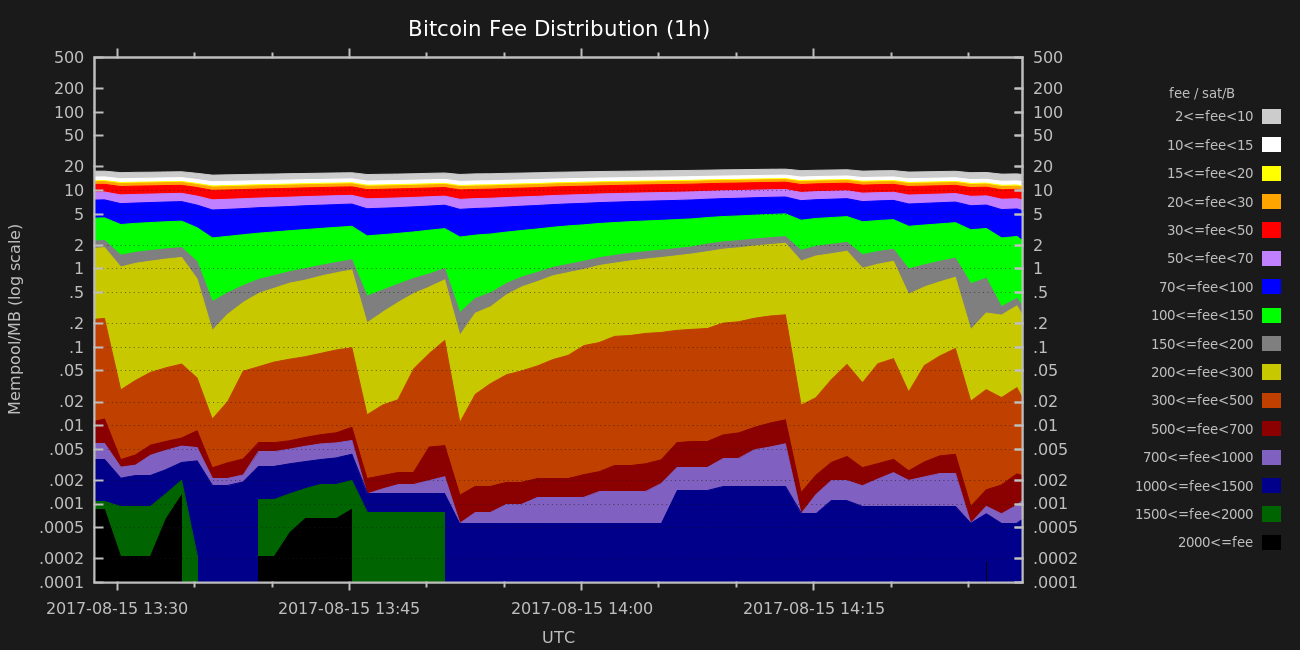 Bitcoin Fee Distribution (1h)
500
200
100
50
20
10
5
2
1
.5
.2
.1
.05
.02
.01
.005
.002
.001
.0005
.0002
.0001
Mempool/MB (log scale)
500
200
100
50
20
10
5
2
1
.5
.2
.1
.05
.02
.01
.005
.002
.001
.0005
.0002
.0001
2017-08-15 13:30
2017-08-15 13:45
2017-08-15 14:00
2017-08-15 14:15
UTC
fee / sat/B
2<=fee<10
10<=fee<15
15<=fee<20
20<=fee<30
30<=fee<50
50<=fee<70
70<=fee<100
100<=fee<150
150<=fee<200
200<=fee<300
300<=fee<500
500<=fee<700
700<=fee<1000
1000<=fee<1500
1500<=fee<2000
2000<=fee